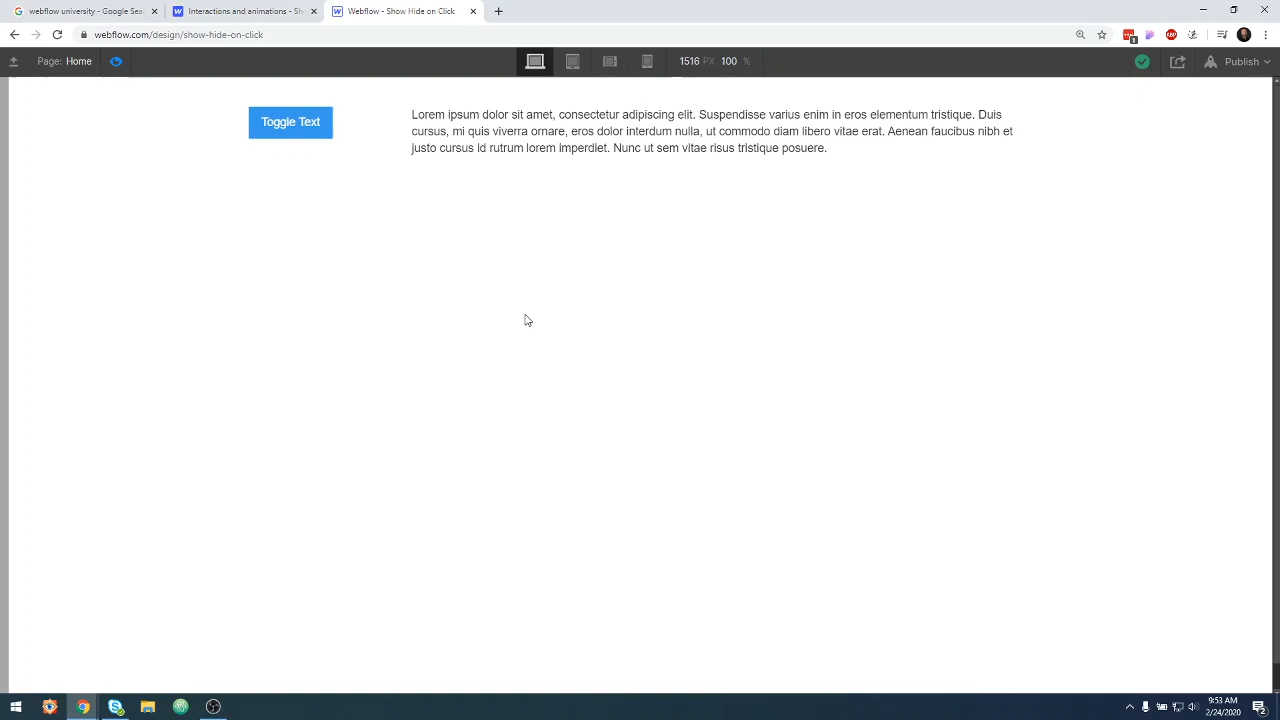 webflow university - Google Sear
Interactions and animations - Sh
Webflow - Show Hide on Click
webflow.com/design/show-hide-on-click
Page: Home
1516 PX 100 %
Publish
Toggle Text
Lorem ipsum dolor sit amet, consectetur adipiscing elit. Suspendisse varius enim in eros elementum tristique. Duis
cursus, mi quis viverra ornare, eros dolor interdum nulla, ut commodo diam libero vitae erat. Aenean faucibus nibh et
justo cursus id rutrum lorem imperdiet. Nunc ut sem vitae risus tristique posuere.
9:53 AM
2/24/2020